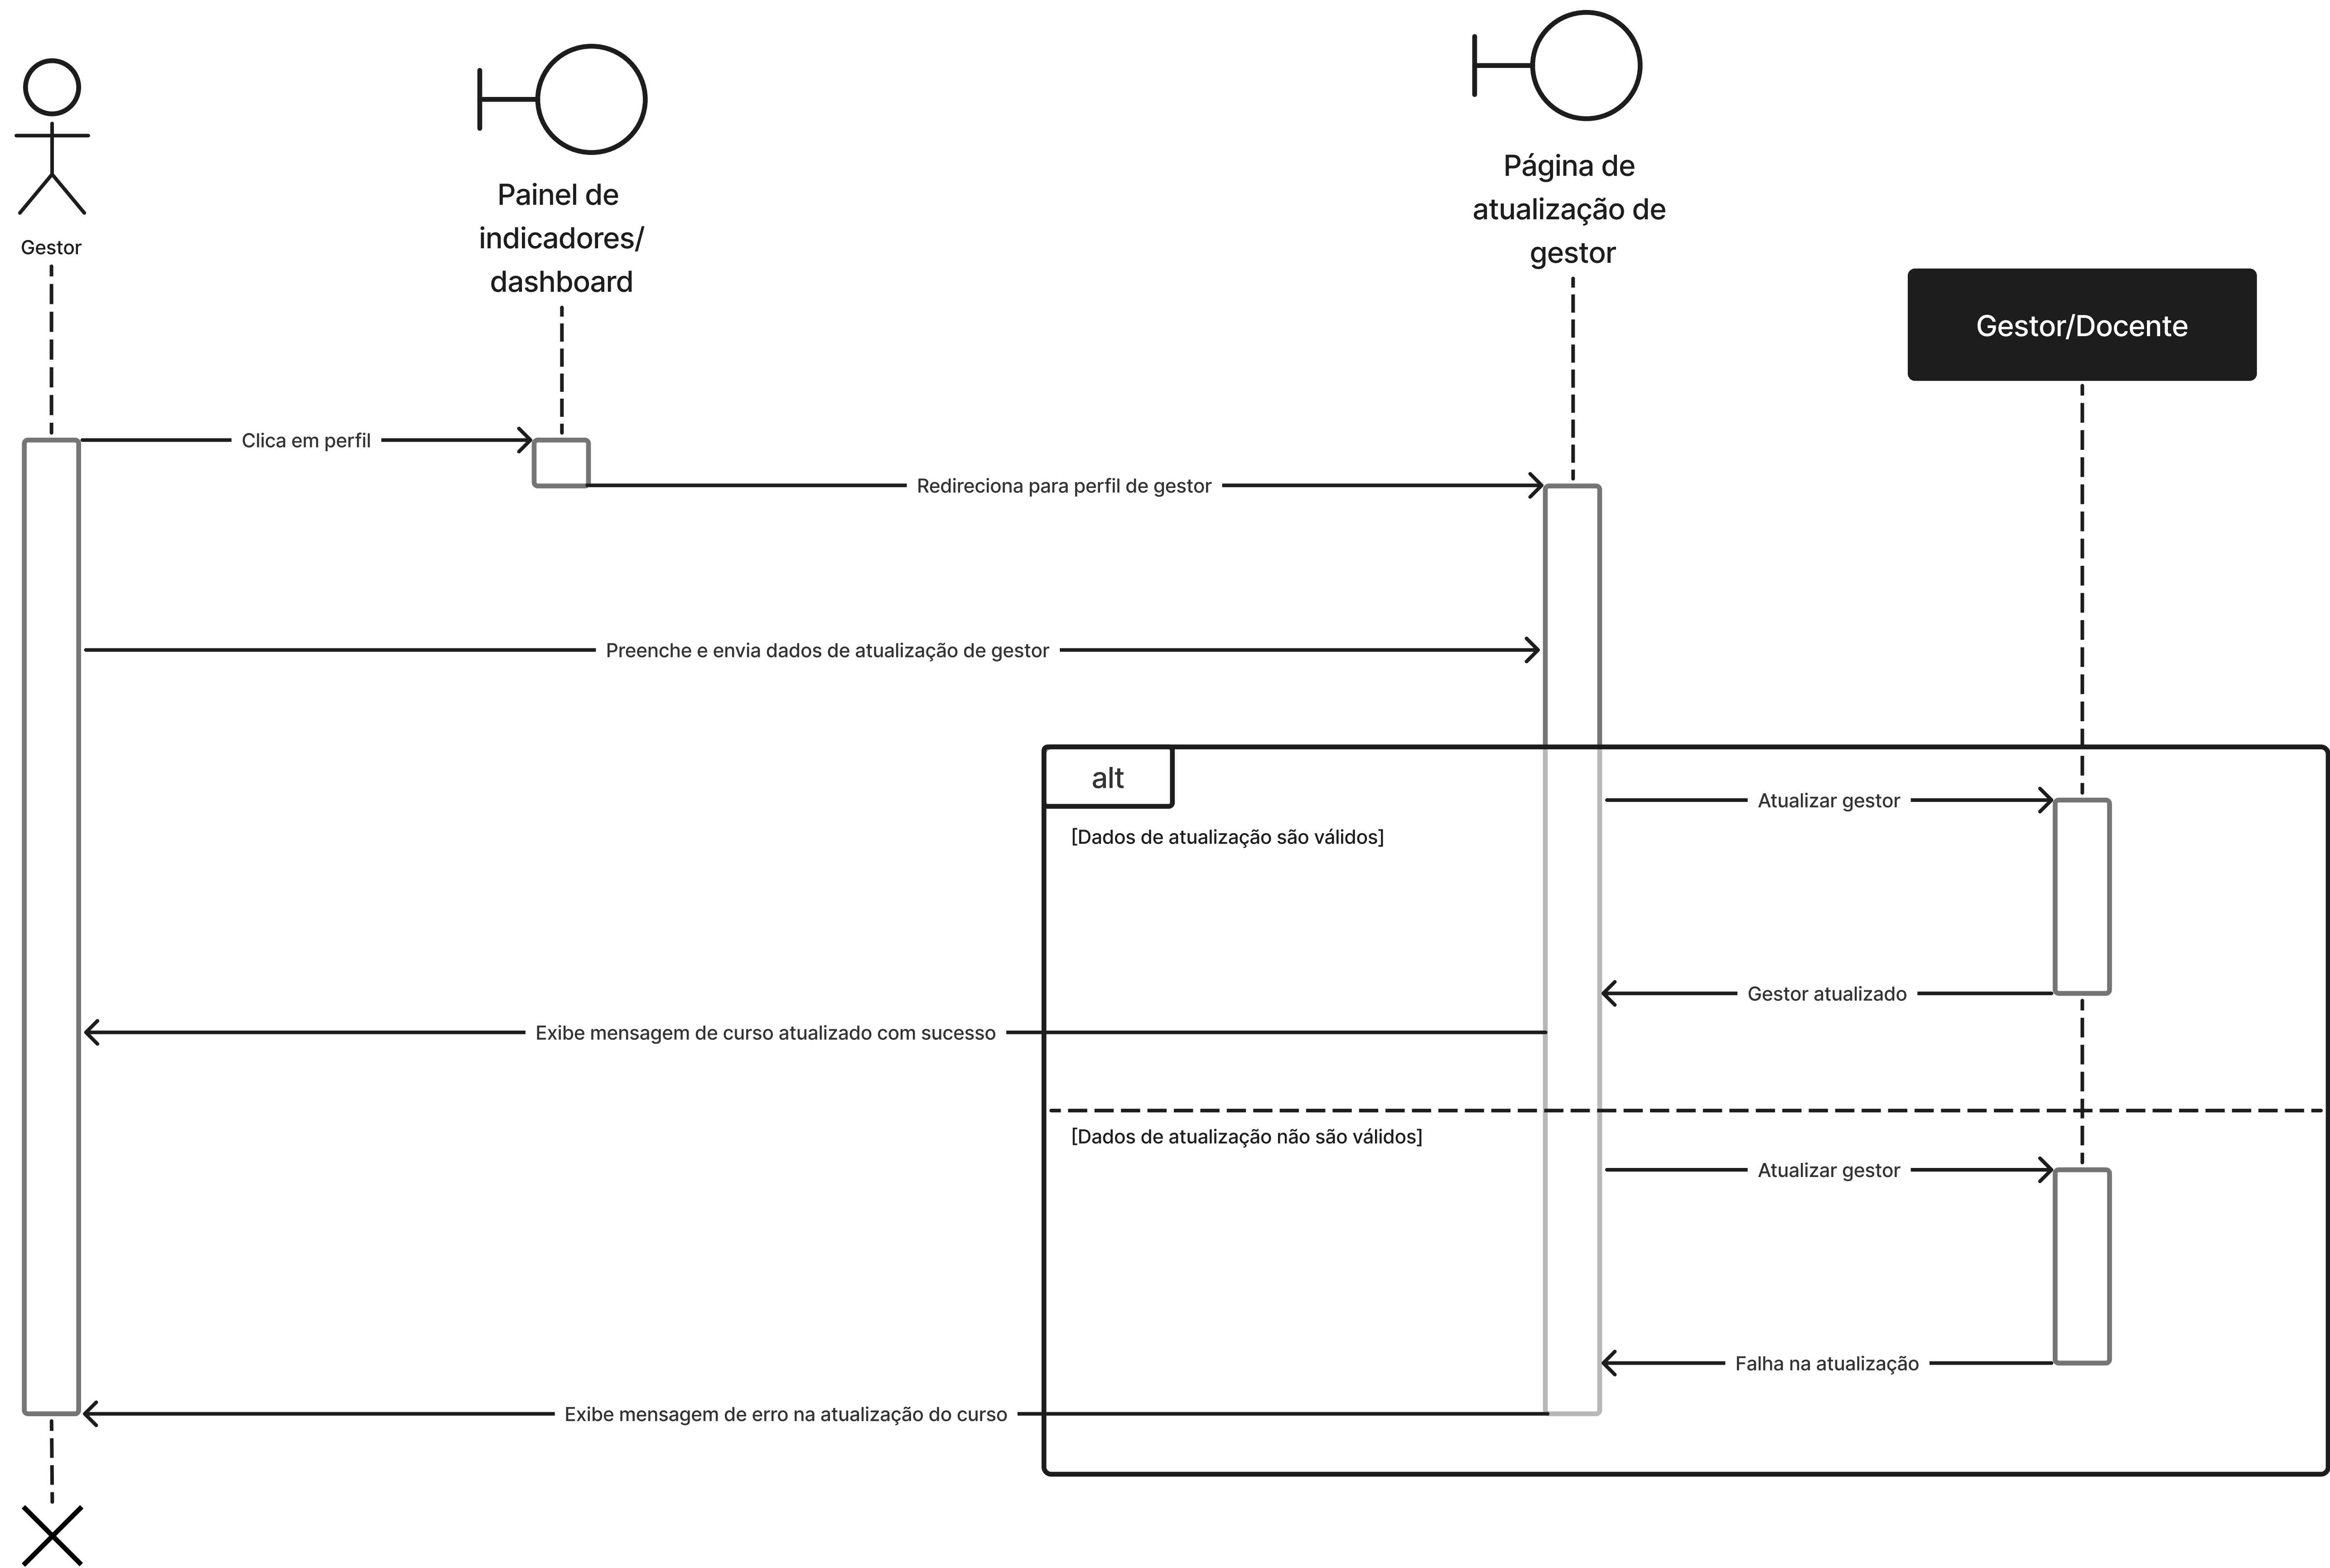 Gestor
Painel de
indicadores/
dashboard
Página de
atualização de
gestor
Gestor/Docente
Clica em perfil
Redireciona para perfil de gestor
Preenche e envia dados de atualização de gestor
alt
Atualizar gestor
[Dados de atualização são válidos]
Gestor atualizado
Exibe mensagem de curso atualizado com sucesso
[Dados de atualização não são válidos]
Atualizar gestor
Falha na atualização
Exibe mensagem de erro na atualização do curso